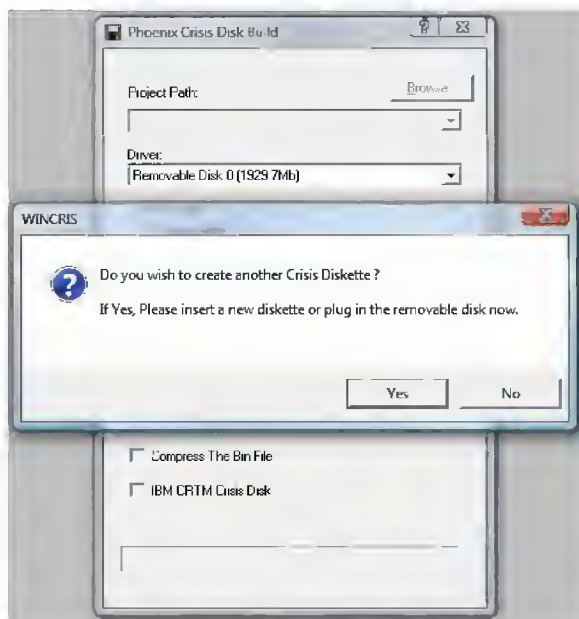 Phoenix Crisis Disk Build
Project Path:
Browse
Driver:
Removable Disk 0 (1929.7Mb)
WINCRIS
Do you wish to create another Crisis Diskette ?
If Yes, Please insert a new diskette or plug in the removable disk now.
Yes
No
Compress The Bin File
IBM CRTM Crisis Disk